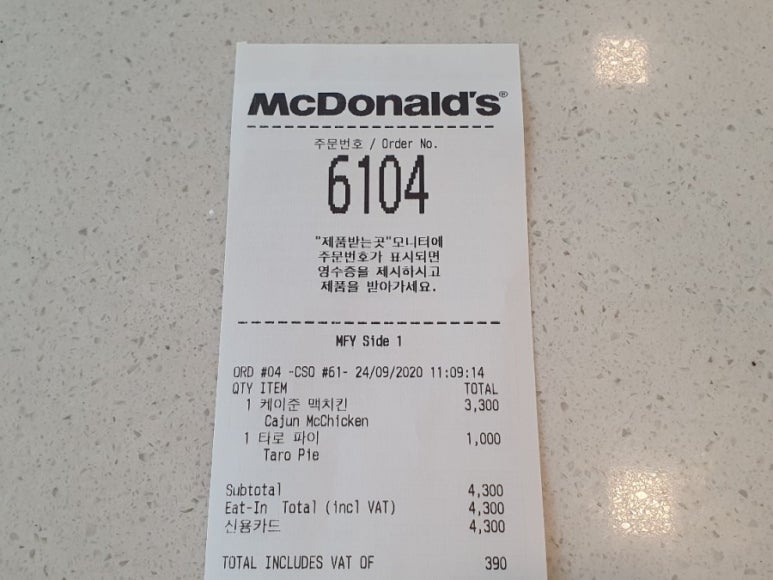 McDonald's®
주문번호 / Order No.
6104
"제품받는곳"모니터에
주문번호가 표시되면
영수증을 제시하시고
제품을 받아가세요.
MFY Side 1
ORD #04 -CSO #61- 24/09/2020 11:09:14
QTY ITEM TOTAL
1 케이준 맥치킨 3,300
Cajun McChicken
1 타로 파이 1,000
Taro Pie
Subtotal 4,300
Eat-In Total (incl VAT) 4,300
신용카드 4,300
TOTAL INCLUDES VAT OF 390